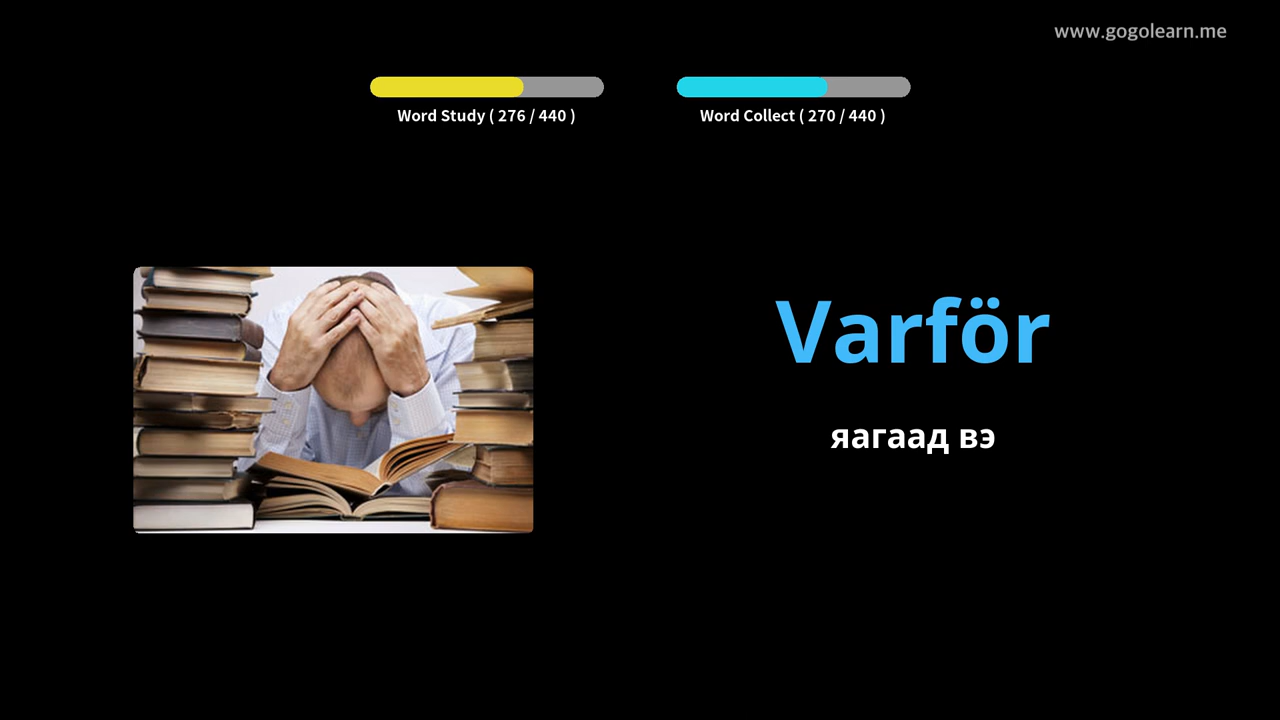 www.gogolearn.me
Word Study ( 276 / 440 )
Word Collect ( 270 / 440 )
Varför
яагаад вэ